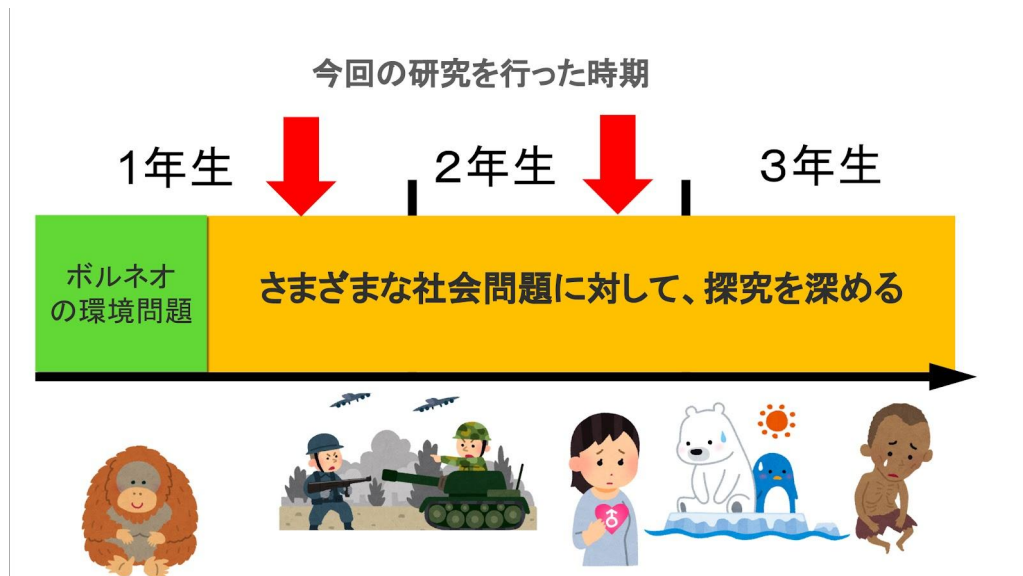 今回の研究を行った時期
1年生
2年生
3年生
ボルネオ
の環境問題
さまざまな社会問題に対して、探究を深める